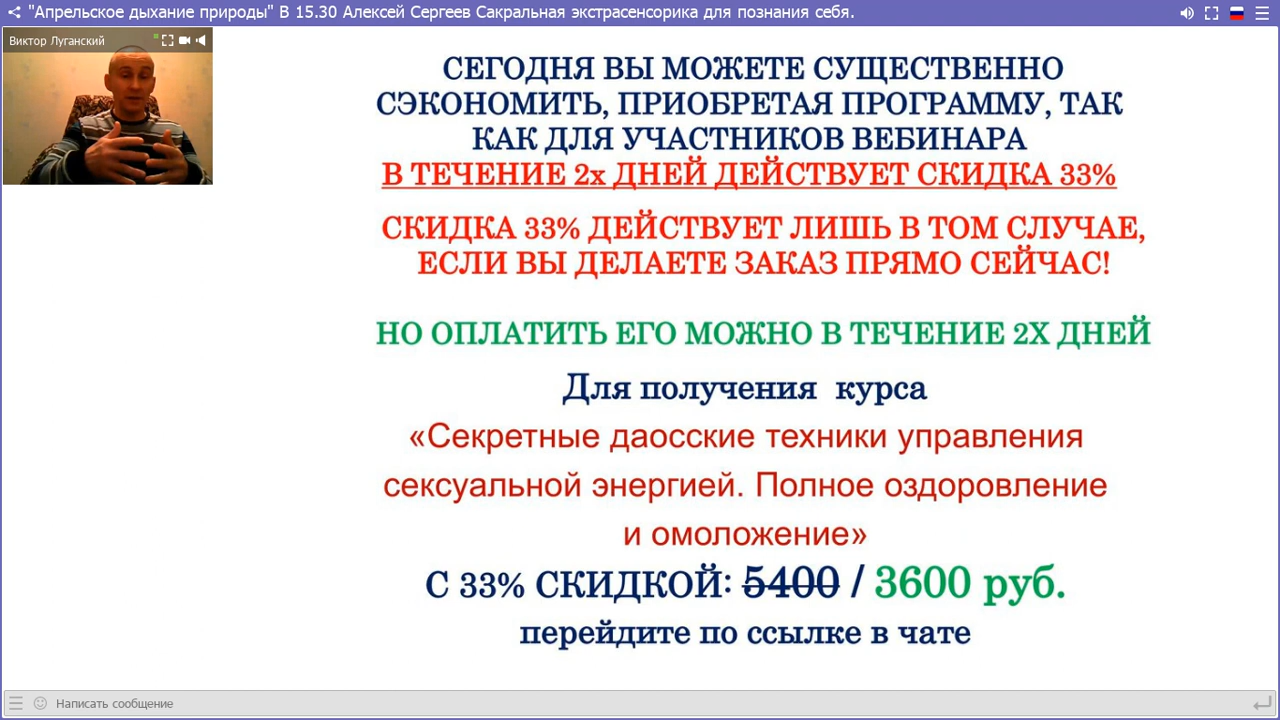 "Апрельское дыхание природы" В 15.30 Алексей Сергеев Сакральная экстрасенсорика для познания себя.
Виктор Луганский
СЕГОДНЯ ВЫ МОЖЕТЕ СУЩЕСТВЕННО
СЭКОНОМИТЬ, ПРИОБРЕТАЯ ПРОГРАММУ, ТАК
КАК ДЛЯ УЧАСТНИКОВ ВЕБИНАРА
В ТЕЧЕНИЕ 2х ДНЕЙ ДЕЙСТВУЕТ СКИДКА 33%
СКИДКА 33% ДЕЙСТВУЕТ ЛИШЬ В ТОМ СЛУЧАЕ,
ЕСЛИ ВЫ ДЕЛАЕТЕ ЗАКАЗ ПРЯМО СЕЙЧАС!
НО ОПЛАТИТЬ ЕГО МОЖНО В ТЕЧЕНИЕ 2Х ДНЕЙ
Для получения курса
«Секретные даосские техники управления
сексуальной энергией. Полное оздоровление
и омоложение»
С 33% СКИДКОЙ: 5400 / 3600 руб.
перейдите по ссылке в чате
Написать сообщение